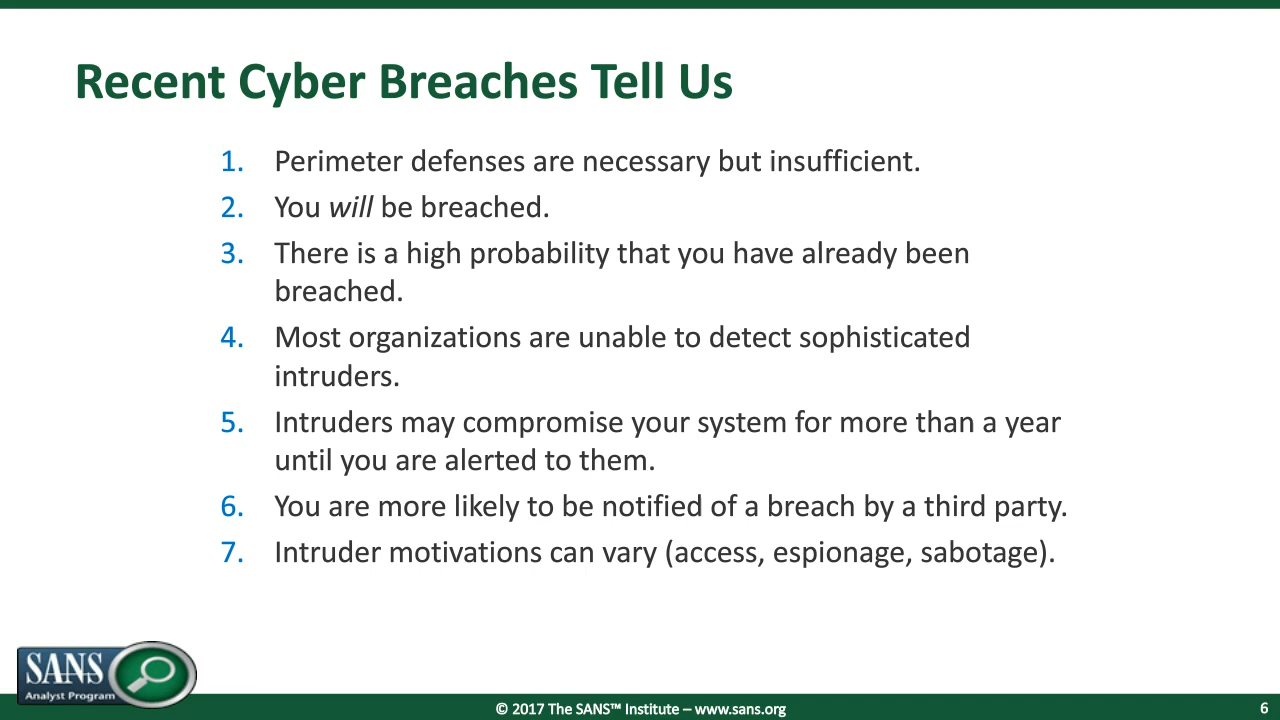 Recent Cyber Breaches Tell Us
1. Perimeter defenses are necessary but insufficient.
2. You will be breached.
3. There is a high probability that you have already been
breached.
4. Most organizations are unable to detect sophisticated
intruders.
5. Intruders may compromise your system for more than a year
until you are alerted to them.
6. You are more likely to be notified of a breach by a third party.
7. Intruder motivations can vary (access, espionage, sabotage).
SANS
Analyst Program
© 2017 The SANS™ Institute – www.sans.org
6